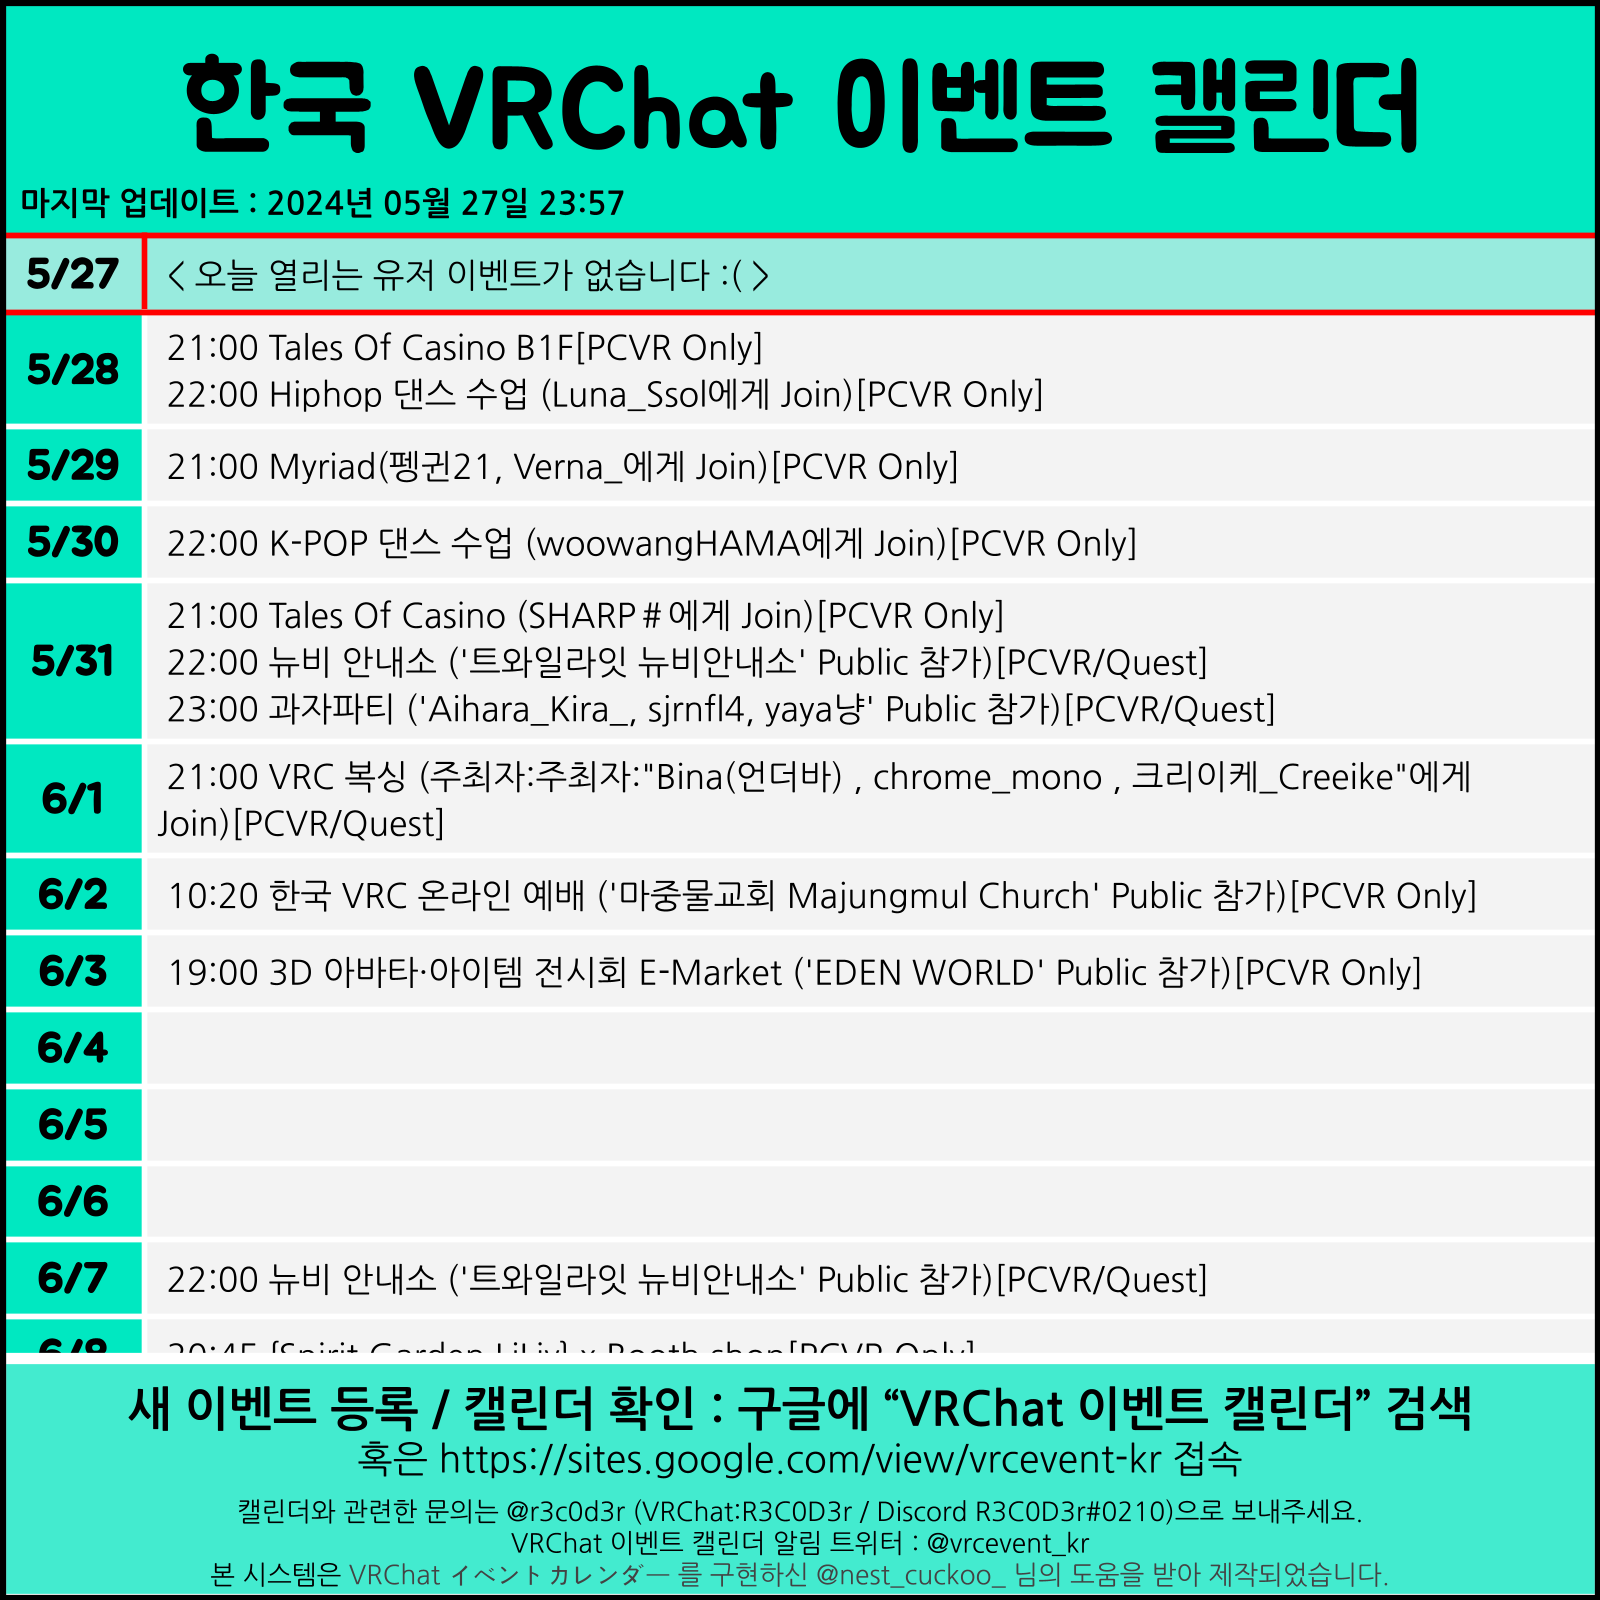 한국 VRChat 이벤트 캘린더
마지막 업데이트 : 2024년 05월 27일 23:57
5/27
< 오늘 열리는 유저 이벤트가 없습니다 :( >
5/28
21:00 Tales Of Casino B1F[PCVR Only]
22:00 Hiphop 댄스 수업 (Luna_Ssol에게 Join)[PCVR Only]
5/29
21:00 Myriad(펭귄21, Verna_에게 Join)[PCVR Only]
5/30
22:00 K-POP 댄스 수업 (woowangHAMA에게 Join)[PCVR Only]
5/31
21:00 Tales Of Casino (SHARP#에게 Join)[PCVR Only]
22:00 뉴비 안내소 ('트와일라잇 뉴비안내소' Public 참가)[PCVR/Quest]
23:00 과자파티 ('Aihara_Kira_, sjrnfl4, yaya냥' Public 참가)[PCVR/Quest]
6/1
21:00 VRC 복싱 (주최자:주최자:"Bina(언더바) , chrome_mono , 크리이케_Creeike"에게
Join)[PCVR/Quest]
6/2
10:20 한국 VRC 온라인 예배 ('마중물교회 Majungmul Church' Public 참가)[PCVR Only]
6/3
19:00 3D 아바타·아이템 전시회 E-Market ('EDEN WORLD' Public 참가)[PCVR Only]
6/4
6/5
6/6
6/7
22:00 뉴비 안내소 ('트와일라잇 뉴비안내소' Public 참가)[PCVR/Quest]
6/8
20:45 {Spirit Garden LiLiy} x Booth shop[PCVR Only]
새 이벤트 등록 / 캘린더 확인 : 구글에 “VRChat 이벤트 캘린더” 검색
혹은 https://sites.google.com/view/vrcevent-kr 접속
캘린더와 관련한 문의는 @r3c0d3r (VRChat:R3C0D3r / Discord R3C0D3r#0210)으로 보내주세요.
VRChat 이벤트 캘린더 알림 트위터 : @vrcevent_kr
본 시스템은 VRChat イベントカレンダー 를 구현하신 @nest_cuckoo_ 님의 도움을 받아 제작되었습니다.